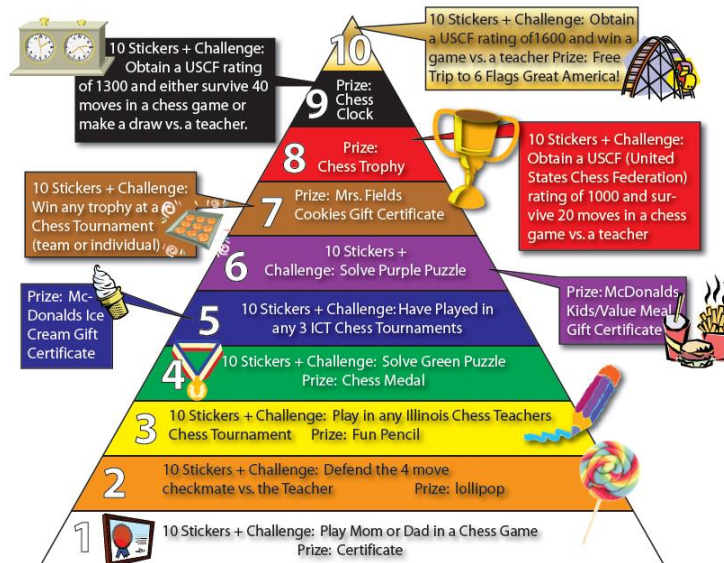 10 Stickers + Challenge: Obtain
a USCF rating of1600 and win a
game vs. a teacher Prize: Free
Trip to 6 Flags Great America!
10
10 Stickers + Challenge:
Obtain a USCF rating
of 1300 and either survive 40
moves in a chess game or
make a draw vs. a teacher.
9
Prize:
Chess
Clock
8
Prize:
Chess Trophy
10 Stickers + Challenge:
Obtain a USCF (United
States Chess Federation)
rating of 1000 and sur-
vive 20 moves in a chess
game vs. a teacher
10 Stickers + Challenge:
Win any trophy at a
Chess Tournament
(team or individual)
7
Prize: Mrs. Fields
Cookies Gift Certificate
6
10 Stickers +
Challenge: Solve Purple Puzzle
Prize: McDonalds
Kids/Value Meal
Gift Certificate
Prize: Mc-
Donalds Ice
Cream Gift
Certificate
5
10 Stickers + Challenge: Have Played in
any 3 ICT Chess Tournaments
4
10 Stickers + Challenge: Solve Green Puzzle
Prize: Chess Medal
3
10 Stickers + Challenge: Play in any Illinois Chess Teachers
Chess Tournament Prize: Fun Pencil
2
10 Stickers + Challenge: Defend the 4 move
checkmate vs. the Teacher Prize: lollipop
1
10 Stickers + Challenge: Play Mom or Dad in a Chess Game
Prize: Certificate